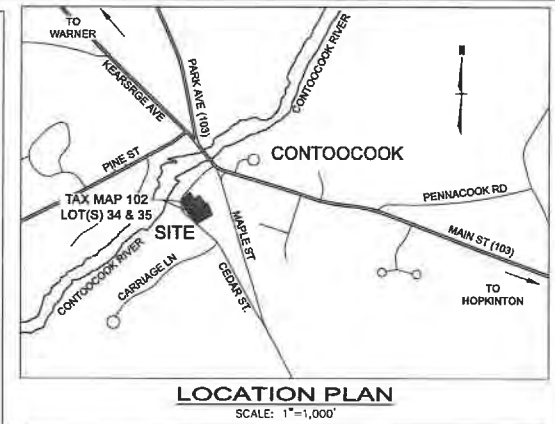 TO
WARNER
KEARSRGE AVE
PARK AVE (103)
CONTOOCOOK RIVER
N
PINE ST
CONTOOCOOK
TAX MAP 102
LOT(S) 34 & 35
SITE
MAPLE ST
PENNACOOK RD
MAIN ST (103)
CONTOOCOOK RIVER
CARRIAGE LN
CEDAR ST.
TO
HOPKINTON
LOCATION PLAN
SCALE: 1"=1,000'